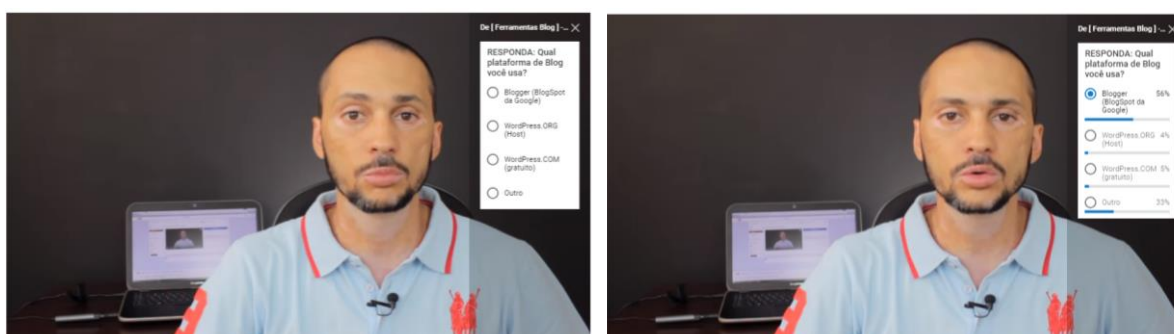 De [ Ferramentas Blog ] -...
RESPONDA: Qual
plataforma de Blog
você usa?
Blogger (BlogSpot
da Google)
WordPress.ORG
(Host)
WordPress.COM
(gratuito)
Outro
De [ Ferramentas Blog ] -...
RESPONDA: Qual
plataforma de Blog
você usa?
Blogger 56%
(BlogSpot da
Google)
WordPress.ORG 4%
(Host)
WordPress.COM 5%
(gratuito)
Outro 33%